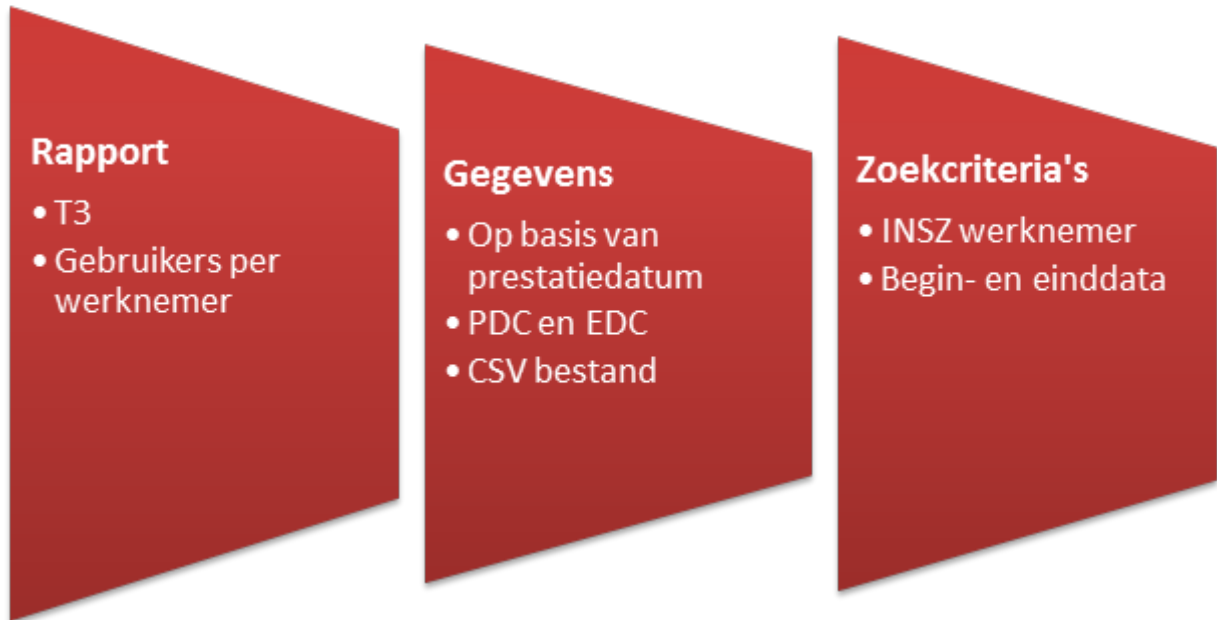 Rapport
• T3
• Gebruikers per
werknemer
Gegevens
• Op basis van
prestatiedatum
• PDC en EDC
• CSV bestand
Zoekcriteria's
• INSZ werknemer
• Begin- en einddata